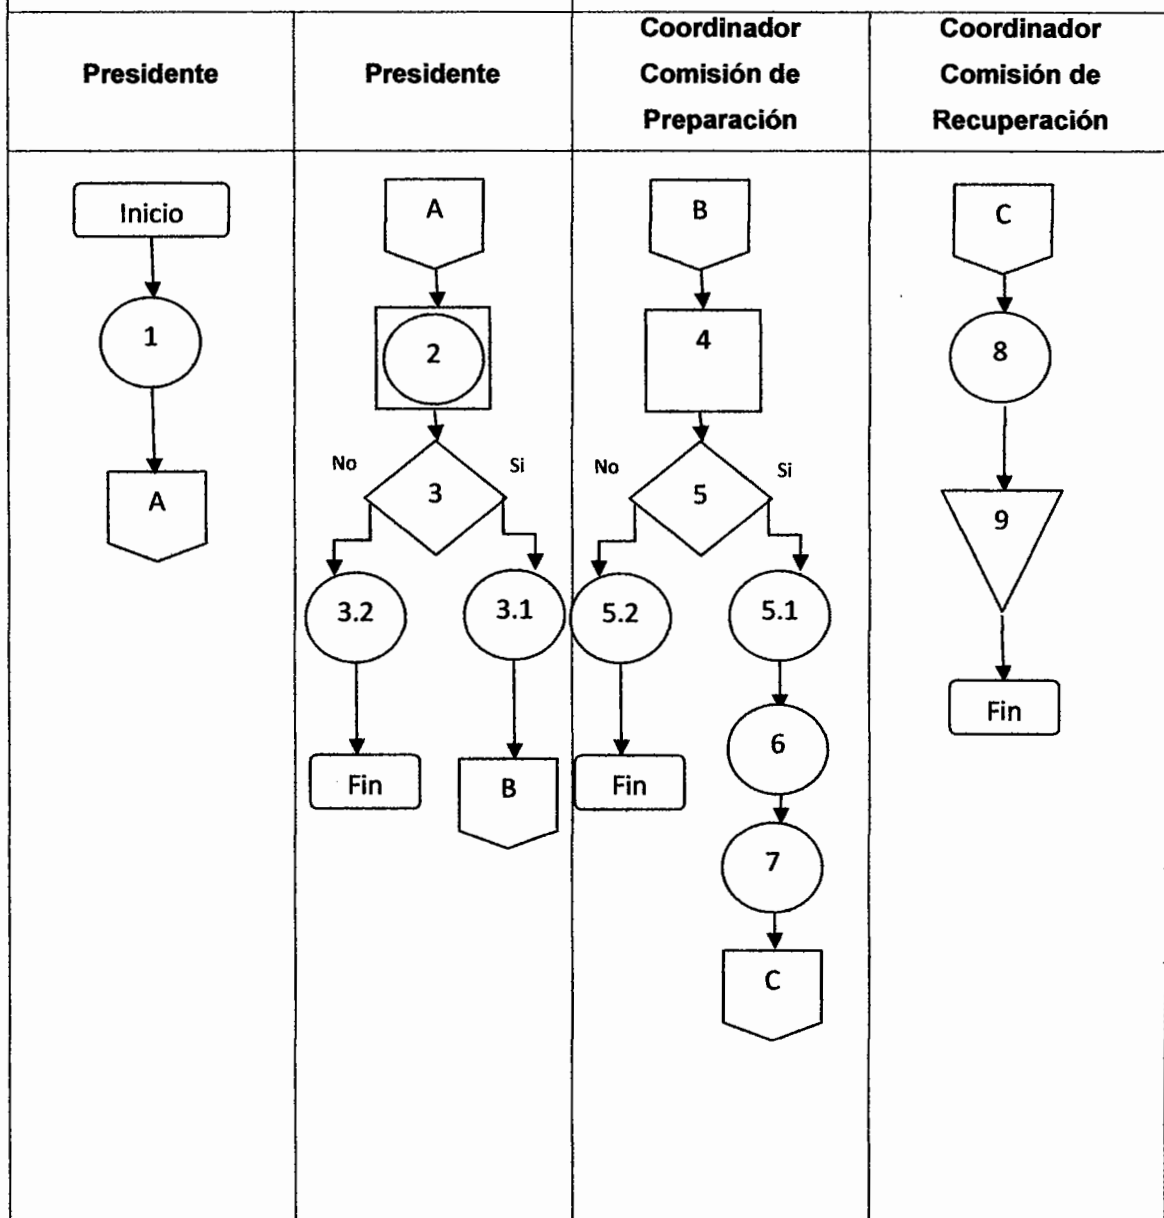 Presidente
Presidente
Coordinador
Comisión de
Preparación
Coordinador
Comisión de
Recuperación
Inicio
1
A
A
2
3
No
Si
3.2
3.1
Fin
B
B
4
5
No
Si
5.2
5.1
Fin
6
7
C
C
8
9
Fin